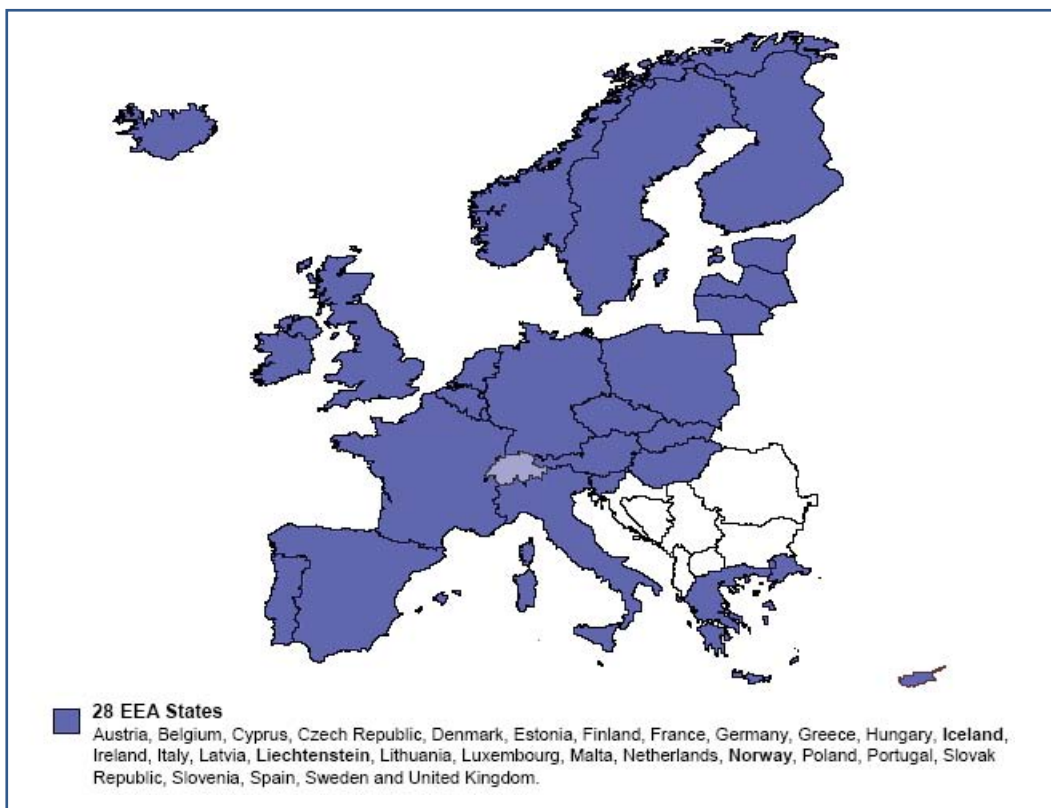 28 EEA States
Austria, Belgium, Cyprus, Czech Republic, Denmark, Estonia, Finland, France, Germany, Greece, Hungary, Iceland,
Ireland, Italy, Latvia, Liechtenstein, Lithuania, Luxembourg, Malta, Netherlands, Norway, Poland, Portugal, Slovak
Republic, Slovenia, Spain, Sweden and United Kingdom.